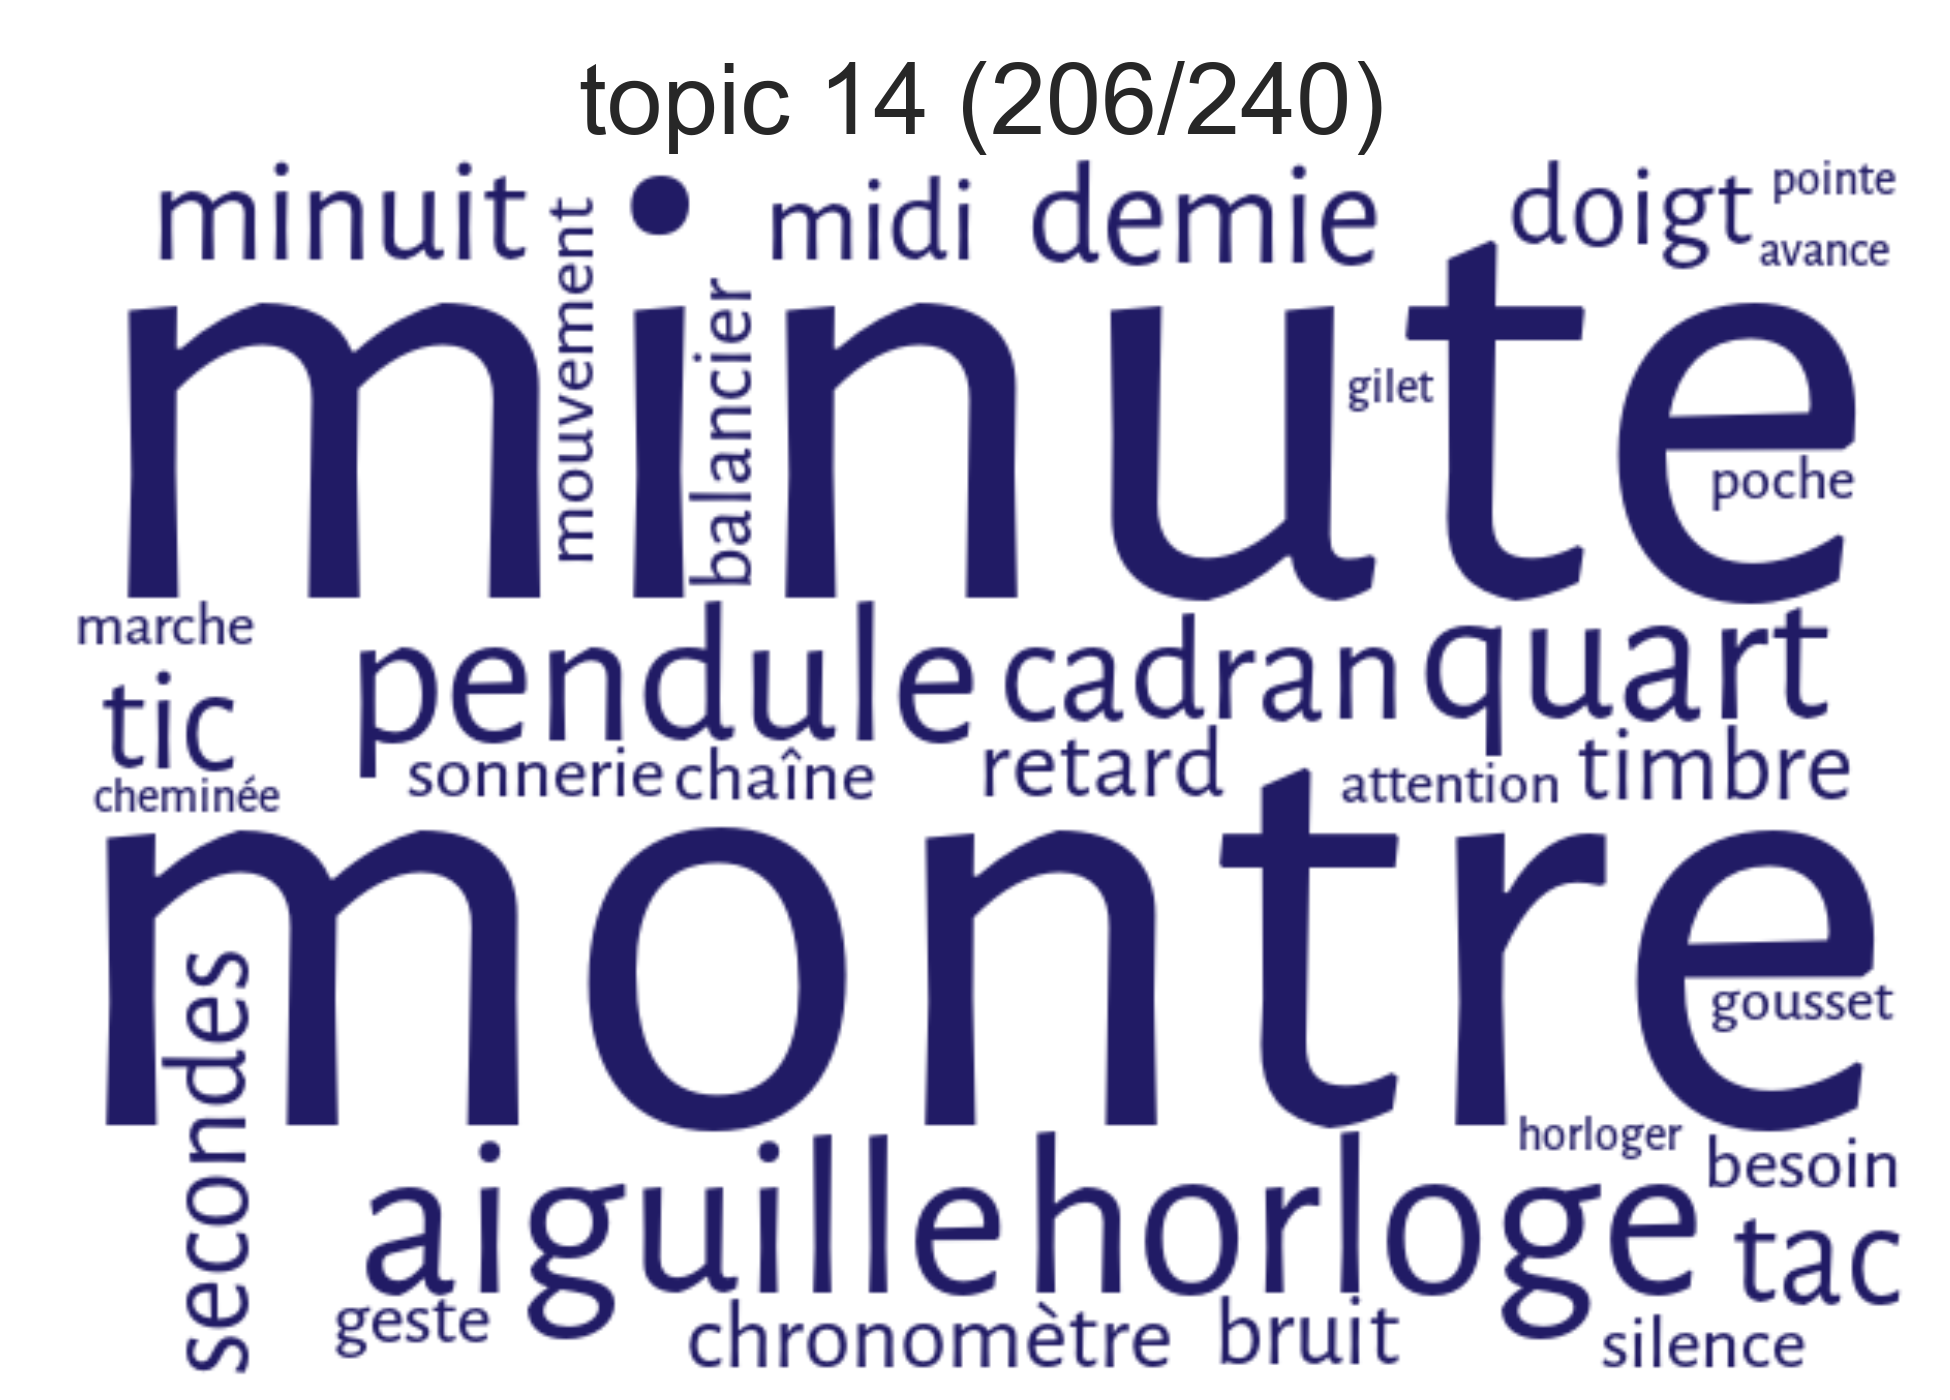 topic 14 (206/240)
minuit
mouvement
midi
demie
doigt
pointe
avance
minute
balancier
gilet
poche
marche
pendule
cadran
quart
tic
sonnerie
chaîne
retard
attention
timbre
cheminée
montre
secondes
gousset
horloger
besoin
aiguille
horloge
tac
geste
chronomètre
bruit
silence